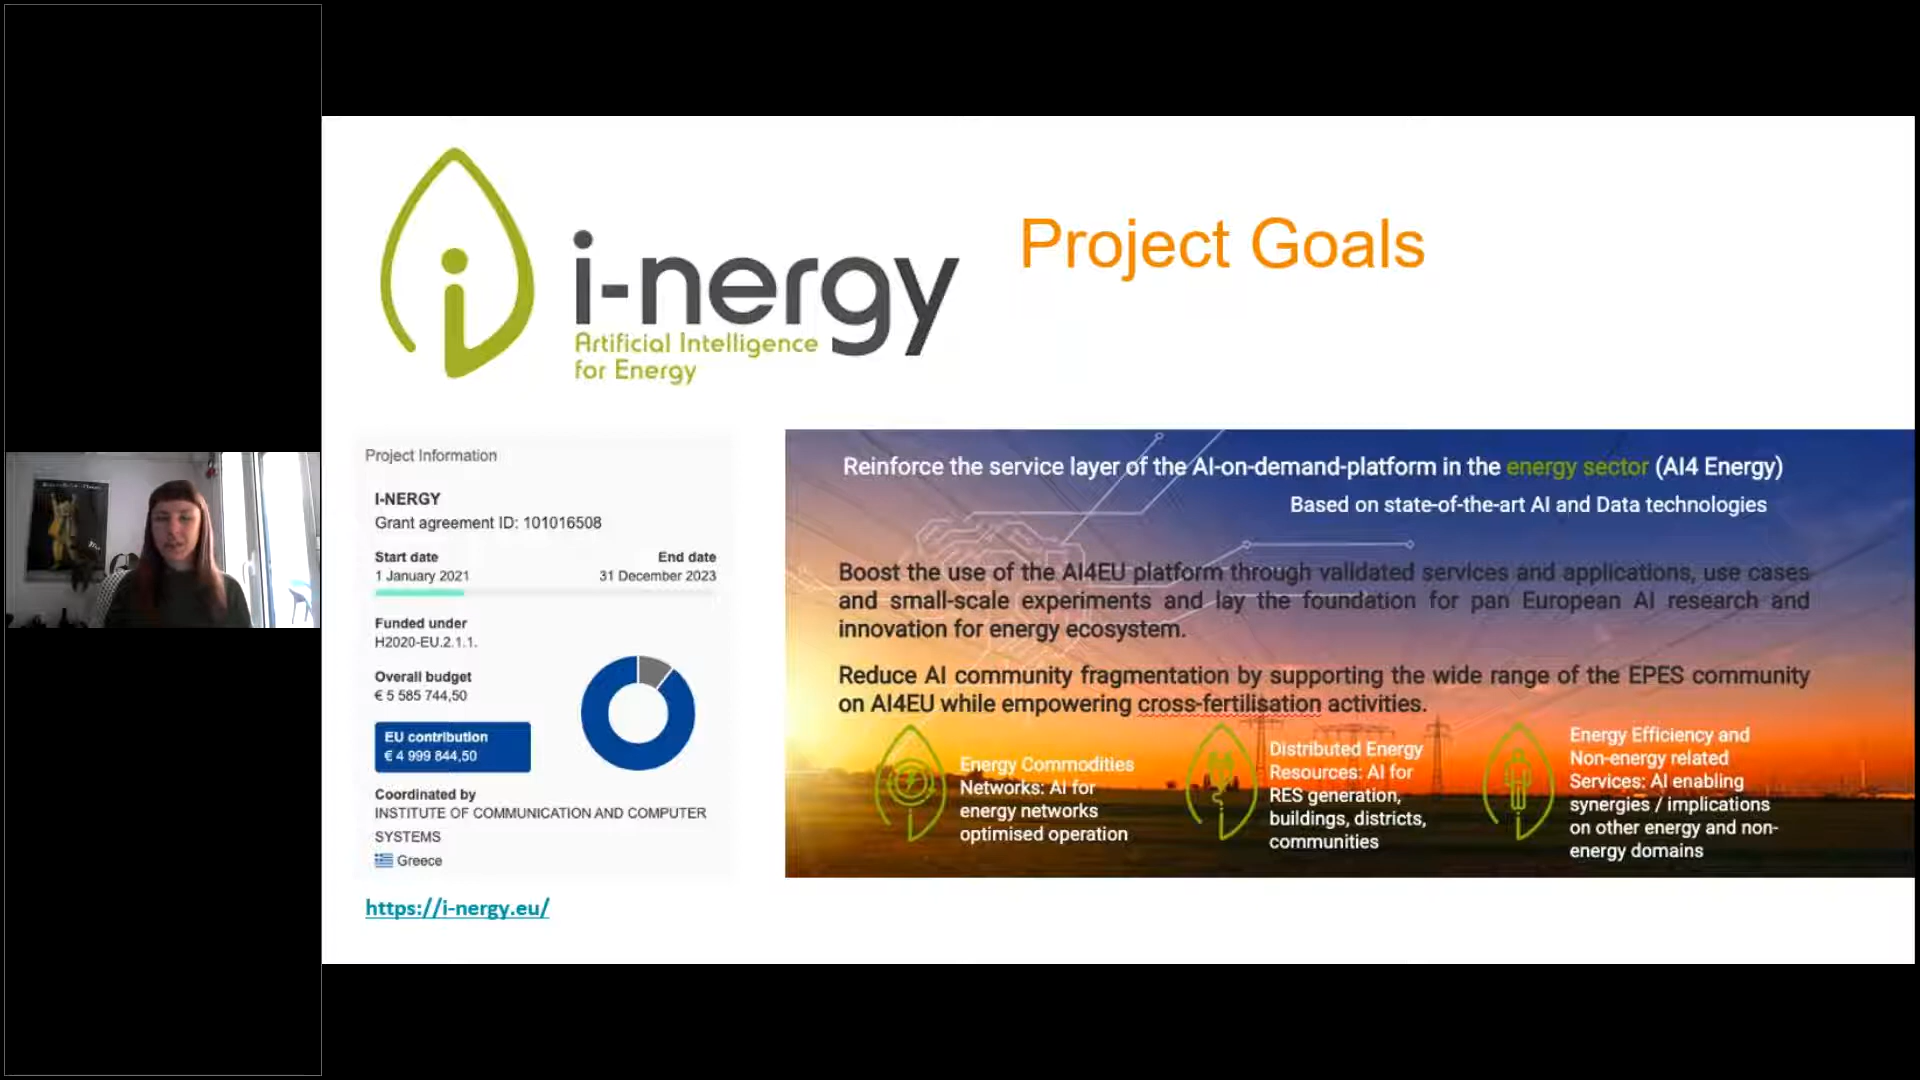 i-nergy
Artificial Intelligence
for Energy
Project Goals
Project Information
I-NERGY
Grant agreement ID: 101016508
Start date
End date
1 January 2021
31 December 2023
Funded under
H2020-EU.2.1.1.
Overall budget
€ 5 585 744,50
EU contribution
€ 4 999 844,50
Coordinated by
INSTITUTE OF COMMUNICATION AND COMPUTER
SYSTEMS
Greece
https://i-nergy.eu/
Reinforce the service layer of the AI-on-demand-platform in the energy sector (AI4 Energy)
Based on state-of-the-art AI and Data technologies
Boost the use of the AI4EU platform through validated services and applications, use cases
and small-scale experiments and lay the foundation for pan European AI research and
innovation for energy ecosystem.
Reduce AI community fragmentation by supporting the wide range of the EPES community
on AI4EU while empowering cross-fertilisation activities.
Energy Commodities
Networks: AI for
energy networks
optimised operation
Distributed Energy
Resources: AI for
RES generation,
buildings, districts,
communities
Energy Efficiency and
Non-energy related
Services: AI enabling
synergies / implications
on other energy and non-
energy domains